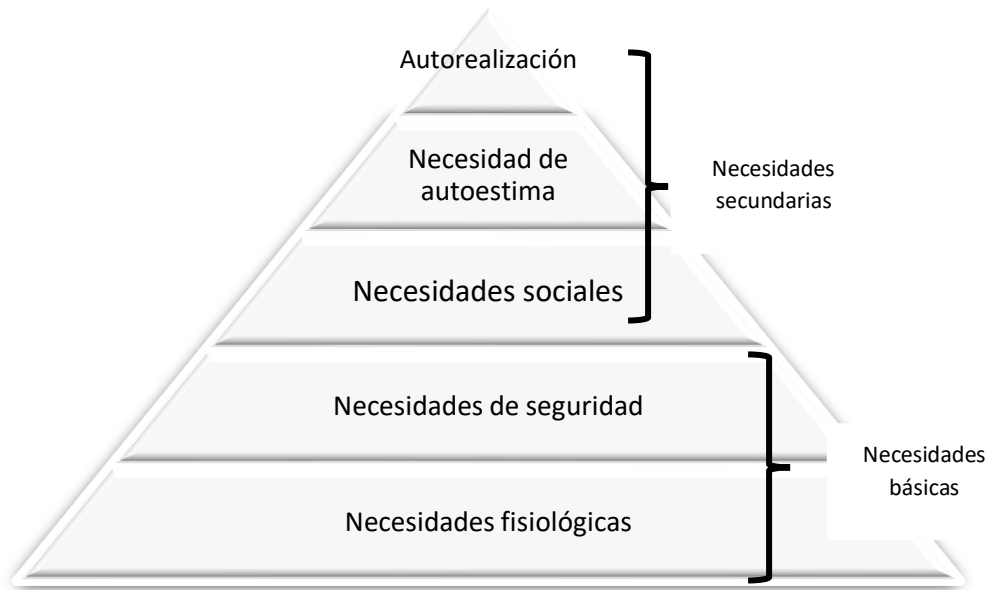 Autorealización
Necesidad de
autoestima
Necesidades
secundarias
Necesidades sociales
Necesidades de seguridad
Necesidades
básicas
Necesidades fisiológicas